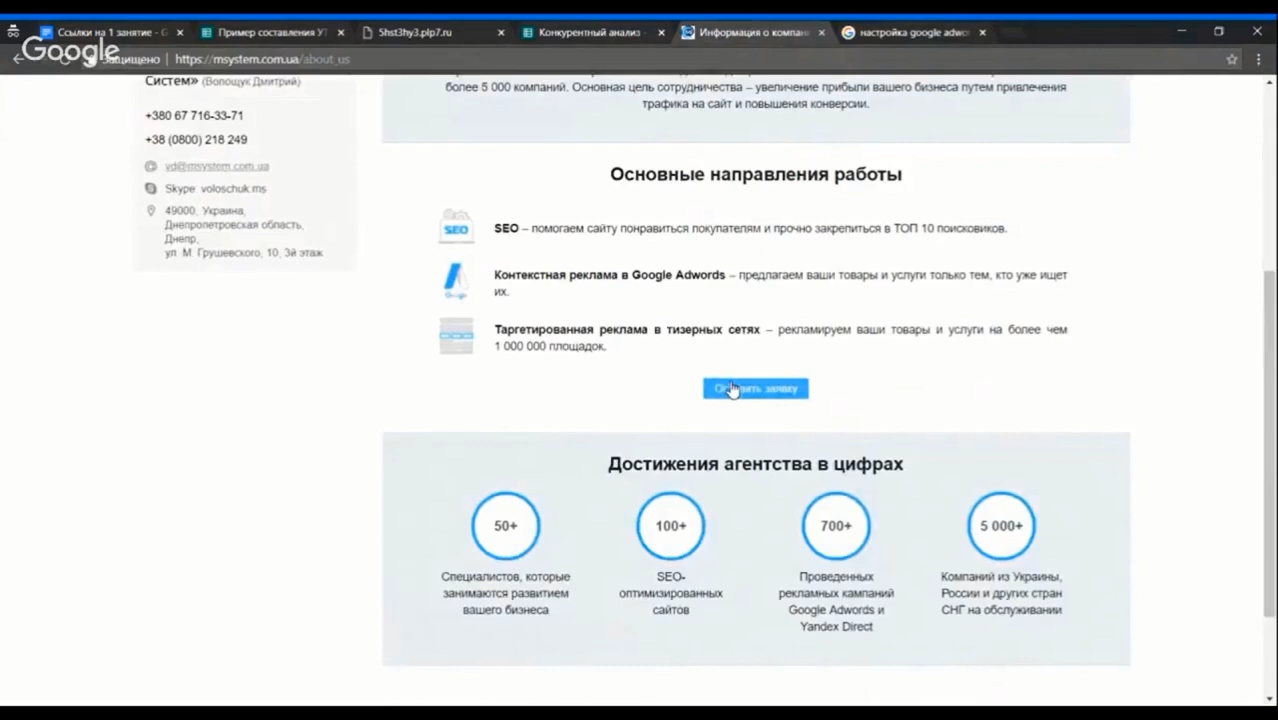 Ссылки на 1 занятие - G
Пример составления УТ
5hst3hy3.plp7.ru
Конкурентный анализ -
Информация о компан
настройка google adwor
Google
Защищено
https://msystem.com.ua/about_us
Систем» (Волощук Дмитрий)
+380 67 716-33-71
+38 (0800) 218 249
vd@msystem.com.ua
Skype: voloschuk.ms
49000, Украина,
Днепропетровская область,
Днепр,
ул. М. Грушевского, 10, 3й этаж
более 5 000 компаний. Основная цель сотрудничества – увеличение прибыли вашего бизнеса путем привлечения
трафика на сайт и повышения конверсии.
Основные направления работы
SEO
SEO – помогаем сайту понравиться покупателям и прочно закрепиться в ТОП 10 поисковиков.
Google
Контекстная реклама в Google Adwords – предлагаем ваши товары и услуги только тем, кто уже ищет
их.
Таргетированная реклама в тизерных сетях – рекламируем ваши товары и услуги на более чем
1 000 000 площадок.
заявку
Достижения агентства в цифрах
50+
100+
700+
5 000+
Специалистов, которые
занимаются развитием
вашего бизнеса
SEO-
оптимизированных
сайтов
Проведенных
рекламных кампаний
Google Adwords и
Yandex Direct
Компаний из Украины,
России и других стран
СНГ на обслуживании